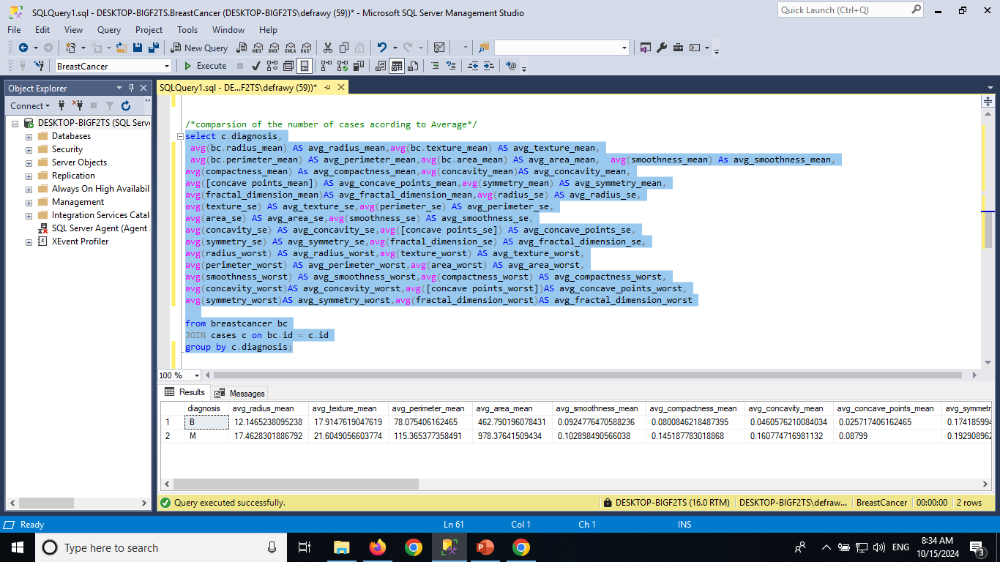 SQLQuery1.sql - DESKTOP-BIGF2TS.BreastCancer (DESKTOP-BIGF2TS\defrawy (59))* - Microsoft SQL Server Management Studio
Quick Launch (Ctrl+Q)
File Edit View Query Project Tools Window Help
New Query MDX DMX XMLA DAX
BreastCancer Execute
Object Explorer
SQLQuery1.sql - DE...F2TS\defrawy (59))*
Connect
DESKTOP-BIGF2TS (SQL Serve
Databases
Security
Server Objects
Replication
Always On High Availabil
Management
Integration Services Catal
SQL Server Agent (Agent
XEvent Profiler
/*comparsion of the number of cases acording to Average*/
select c.diagnosis,
avg(bc.radius_mean) AS avg_radius_mean,avg(bc.texture_mean) AS avg_texture_mean,
avg(bc.perimeter_mean) AS avg_perimeter_mean,avg(bc.area_mean) AS avg_area_mean,  avg(smoothness_mean) As avg_smoothness_mean,
avg(compactness_mean) AS avg_compactness_mean,avg(concavity_mean)AS avg_concavity_mean,
avg([concave points_mean]) AS avg_concave_points_mean,avg(symmetry_mean) AS avg_symmetry_mean,
avg(fractal_dimension_mean)AS avg_fractal_dimension_mean,avg(radius_se) AS avg_radius_se,
avg(texture_se) AS avg_texture_se,avg(perimeter_se) AS avg_perimeter_se,
avg(area_se) AS avg_area_se,avg(smoothness_se) AS avg_smoothness_se,
avg(concavity_se) AS avg_concavity_se,avg([concave points_se]) AS avg_concave_points_se,
avg(symmetry_se) AS avg_symmetry_se,avg(fractal_dimension_se) AS avg_fractal_dimension_se,
avg(radius_worst) AS avg_radius_worst,avg(texture_worst) AS avg_texture_worst,
avg(perimeter_worst) AS avg_perimeter_worst,avg(area_worst) AS avg_area_worst,
avg(smoothness_worst) AS avg_smoothness_worst,avg(compactness_worst) AS avg_compactness_worst,
avg(concavity_worst)AS avg_concavity_worst,avg([concave points_worst])AS avg_concave_points_worst,
avg(symmetry_worst)AS avg_symmetry_worst,avg(fractal_dimension_worst)AS avg_fractal_dimension_worst
from breastcancer bc
JOIN cases c on bc.id = c.id
group by c.diagnosis;
100 %
Results Messages
diagnosis avg_radius_mean avg_texture_mean avg_perimeter_mean avg_area_mean avg_smoothness_mean avg_compactness_mean avg_concavity_mean avg_concave_points_mean avg_symmetr
1 B 12.1465238095238 17.9147619047619 78.075406162465 462.790196078431 0.0924776470588236 0.0800846218487395 0.0460576210084034 0.025717406162465 0.174185994
2 M 17.4628301886792 21.6049056603774 115.365377358491 978.37641509434 0.102898490566038 0.145187783018868 0.160774716981132 0.08799 0.192908962
Query executed successfully. DESKTOP-BIGF2TS (16.0 RTM) DESKTOP-BIGF2TS\defraw... BreastCancer 00:00:00 2 rows
Ready Ln 61 Col 1 Ch 1 INS
Type here to search ENG 8:34 AM
10/15/2024 3